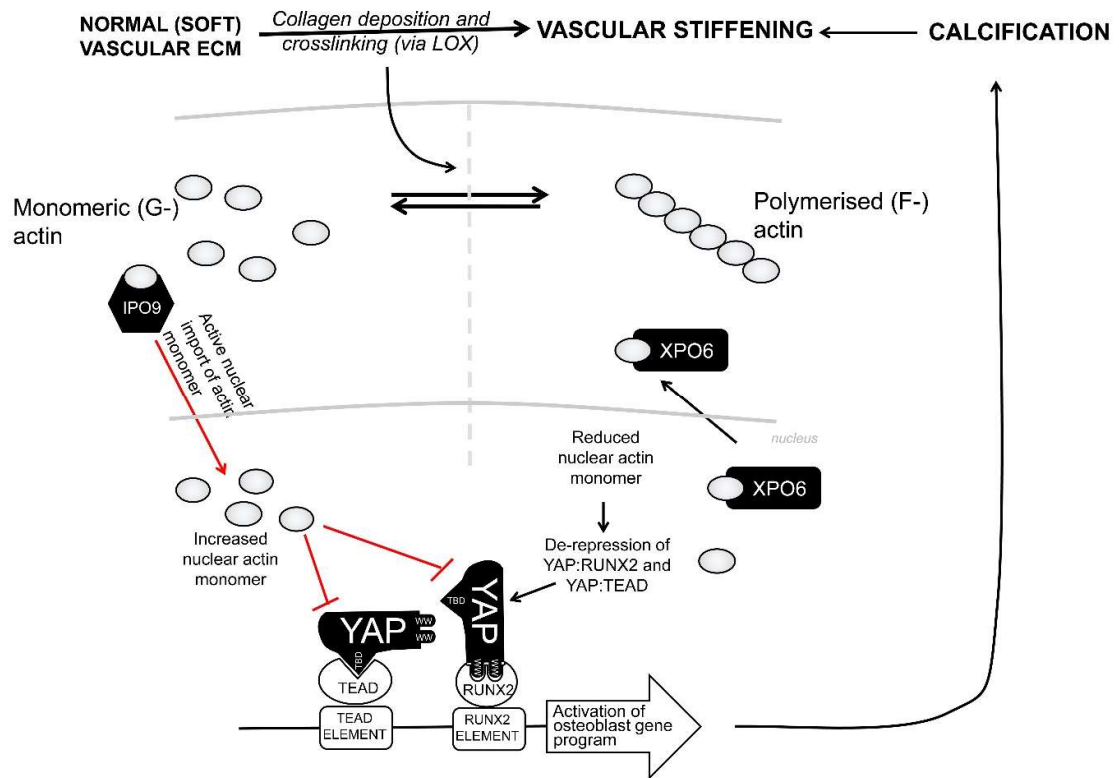 NORMAL (SOFT)
VASCULAR ECM
Collagen deposition and
crosslinking (via LOX)
VASCULAR STIFFENING
CALCIFICATION
Monomeric (G-)
actin
Polymerised (F-)
actin
IPO9
Active nuclear
import of actin
monomer
XPO6
nucleus
XPO6
Reduced
nuclear actin
monomer
Increased
nuclear actin
monomer
De-repression of
YAP:RUNX2 and
YAP:TEAD
YAP
WW
WW
TBD
TEAD
TEAD
ELEMENT
YAP
TBD
WW
WW
RUNX2
RUNX2
ELEMENT
Activation of
osteoblast gene
program